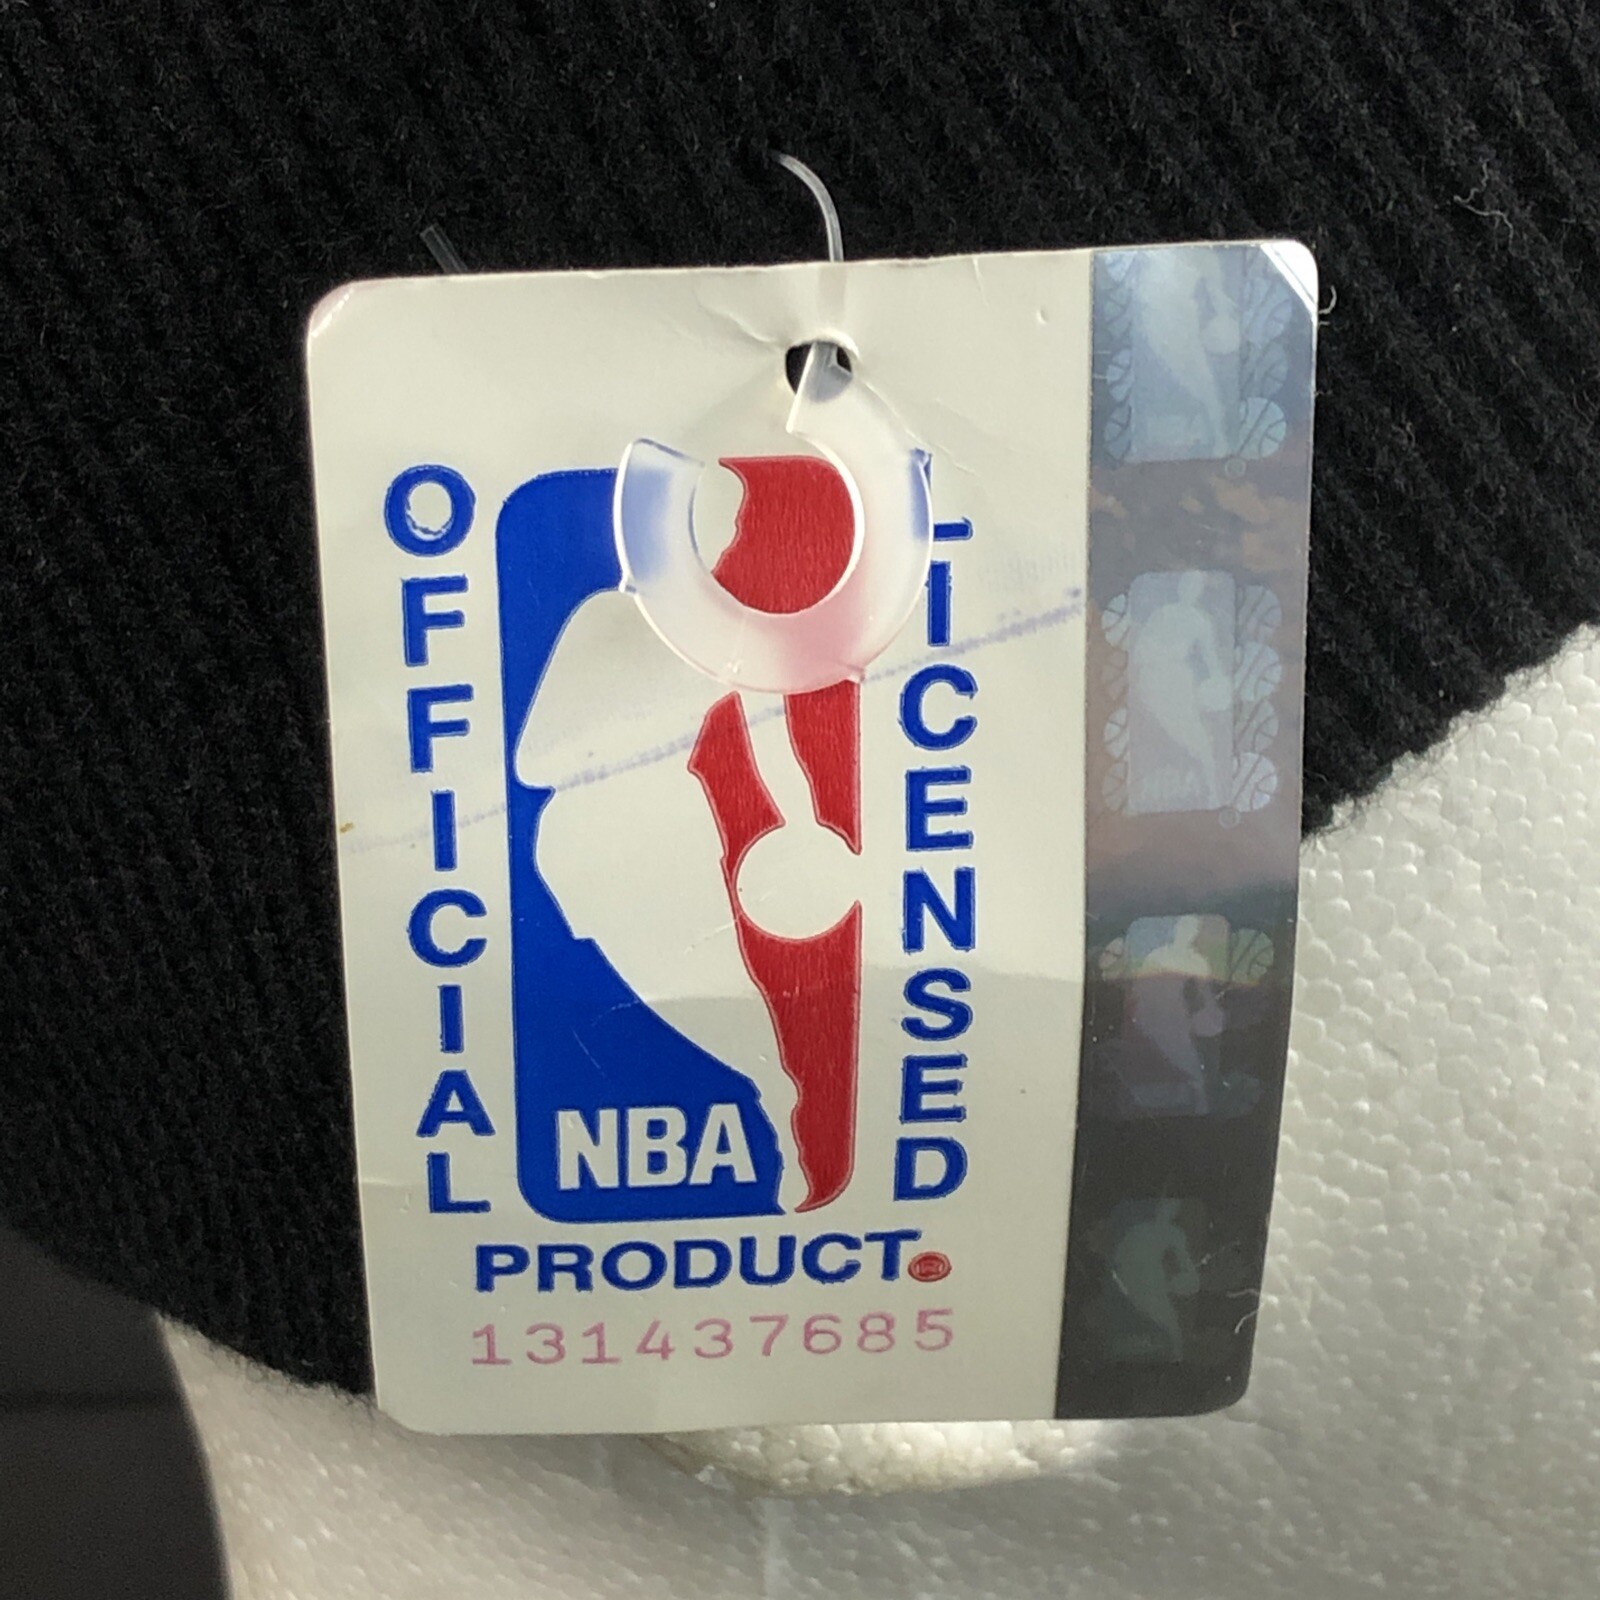 OFFICIAL
LICENSED
NBA
PRODUCT
131437685